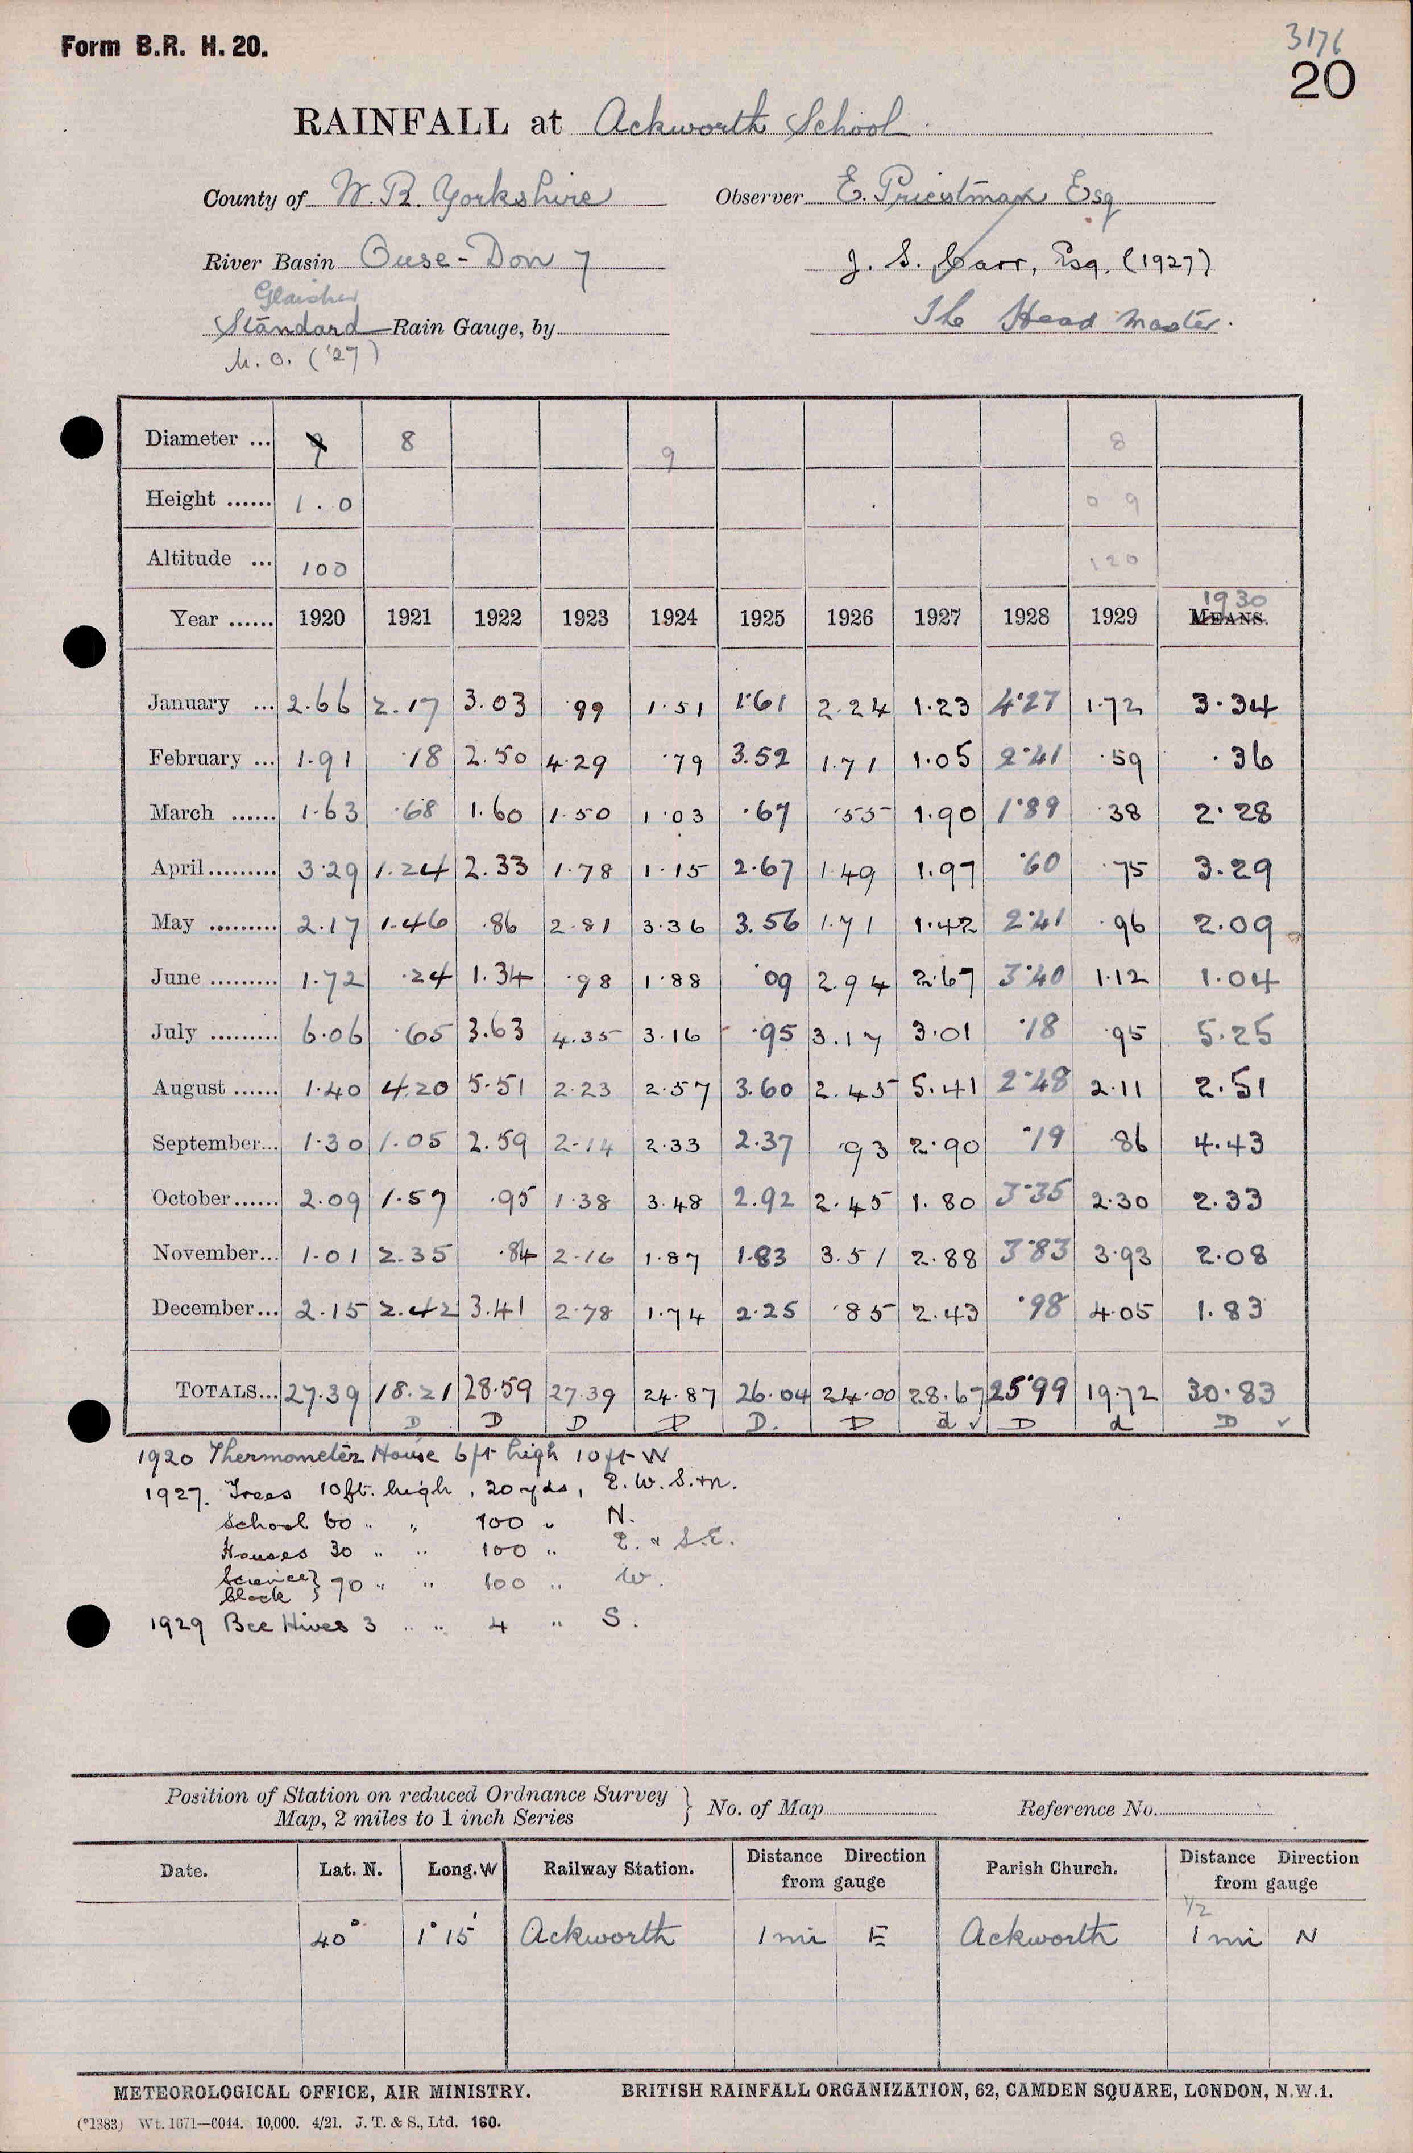 Form B.R. H. 20.
3176
20
RAINFALL at Ackworth School
County of W. R. Yorkshire Observer E. Priestman Esq
River Basin Ouse - Don 7 J. S. Carr, Esq. (1927)
Glaisher
Standard Rain Gauge, by The Head Master.
M.O. ('27)
Diameter ... 9 8 9 8
Height ...... 1.0 0 9
Altitude ... 100 120
1930
Year ...... 1920 1921 1922 1923 1924 1925 1926 1927 1928 1929 MEANS.
January ... 2.66 2.17 3.03 .99 1.51 1.61 2.24 1.23 4.27 1.72 3.34
February ... 1.91 .18 2.50 4.29 .79 3.52 1.71 1.05 2.41 .59 .36
March ...... 1.63 .68 1.60 1.50 1.03 .67 .55 1.90 1.89 .38 2.28
April......... 3.29 1.24 2.33 1.78 1.15 2.67 1.49 1.97 .60 .75 3.29
May ......... 2.17 1.46 .86 2.81 3.36 3.56 1.71 1.42 2.41 .96 2.09
June ......... 1.72 .24 1.34 .98 1.88 .09 2.94 2.67 3.40 1.12 1.04
July ......... 6.06 .65 3.63 4.35 3.16 .95 3.17 3.01 .18 .95 5.25
August ...... 1.40 4.20 5.51 2.23 2.57 3.60 2.45 5.41 2.48 2.11 2.51
September... 1.30 1.05 2.59 2.14 2.33 2.37 .93 2.90 .19 .86 4.43
October...... 2.09 1.57 .95 1.38 3.48 2.92 2.45 1.80 3.35 2.30 2.33
November... 1.01 2.35 .84 2.16 1.87 1.83 3.51 2.88 3.83 3.93 2.08
December... 2.15 2.42 3.41 2.78 1.74 2.25 .85 2.43 .98 4.05 1.83
TOTALS... 27.39 18.21 28.59 27.39 24.87 26.04 24.00 28.67 25.99 19.72 30.83
D D D D D. D d ✓ D d D ✓
1920 Thermometer House 6ft high 10ft W
1927. Trees 10ft. high, 20 yds, E. W. S. + N.
School 60 " " 100 " N.
Houses 30 " " 100 " E. & S.E.
Science } 70 " " 100 " W.
block
1929 Bee Hives 3 " " 4 " S.
Position of Station on reduced Ordnance Survey } No. of Map Reference No.
Map, 2 miles to 1 inch Series
Date. Lat. N. Long. W Railway Station. Distance Direction from gauge Parish Church. Distance Direction from gauge
1/2
40° 1° 15' Ackworth 1 mi E Ackworth 1 mi N
METEOROLOGICAL OFFICE, AIR MINISTRY. BRITISH RAINFALL ORGANIZATION, 62, CAMDEN SQUARE, LONDON, N.W.1.
(*1383) Wt. 1671—6044. 10,000. 4/21. J. T. & S., Ltd. 160.